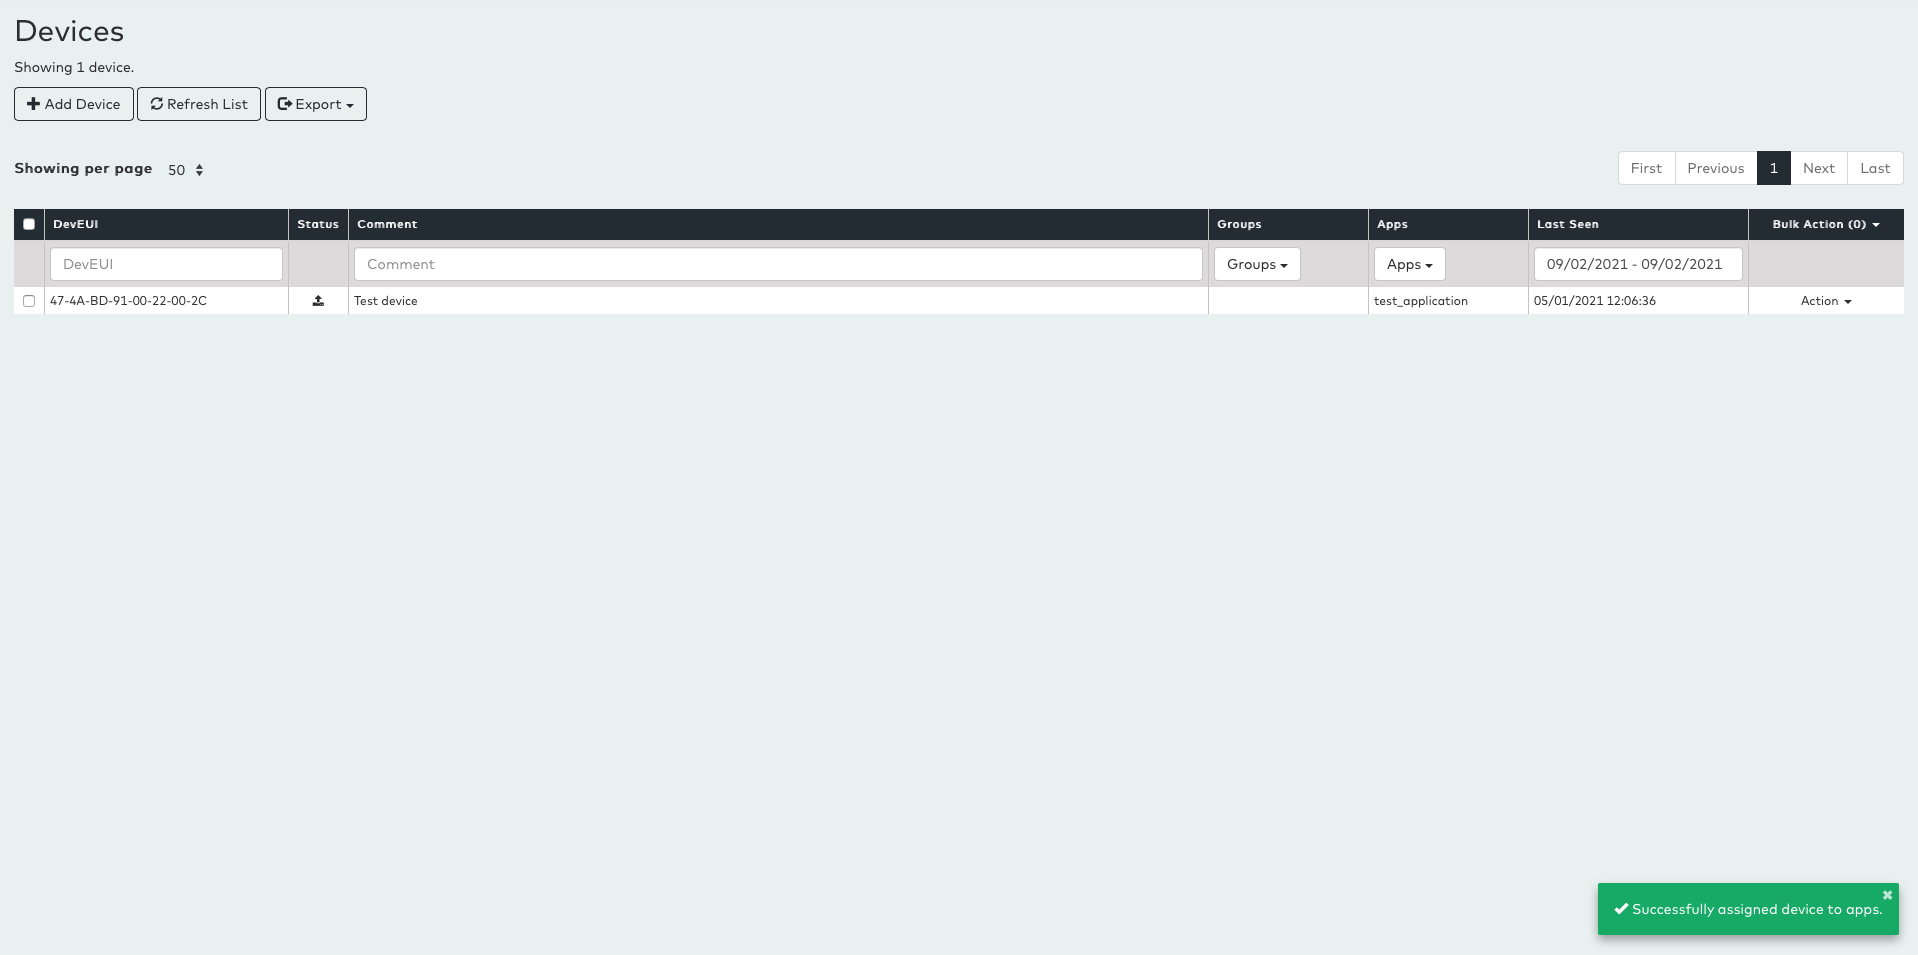 Devices
Showing 1 device.
Add Device Refresh List Export
Showing per page 50
First Previous 1 Next Last
DevEUI Status Comment Groups Apps Last Seen Bulk Action (0)
DevEUI Comment Groups Apps 09/02/2021 - 09/02/2021
47-4A-BD-91-00-22-00-2C Test device test_application 05/01/2021 12:06:36 Action
Successfully assigned device to apps.